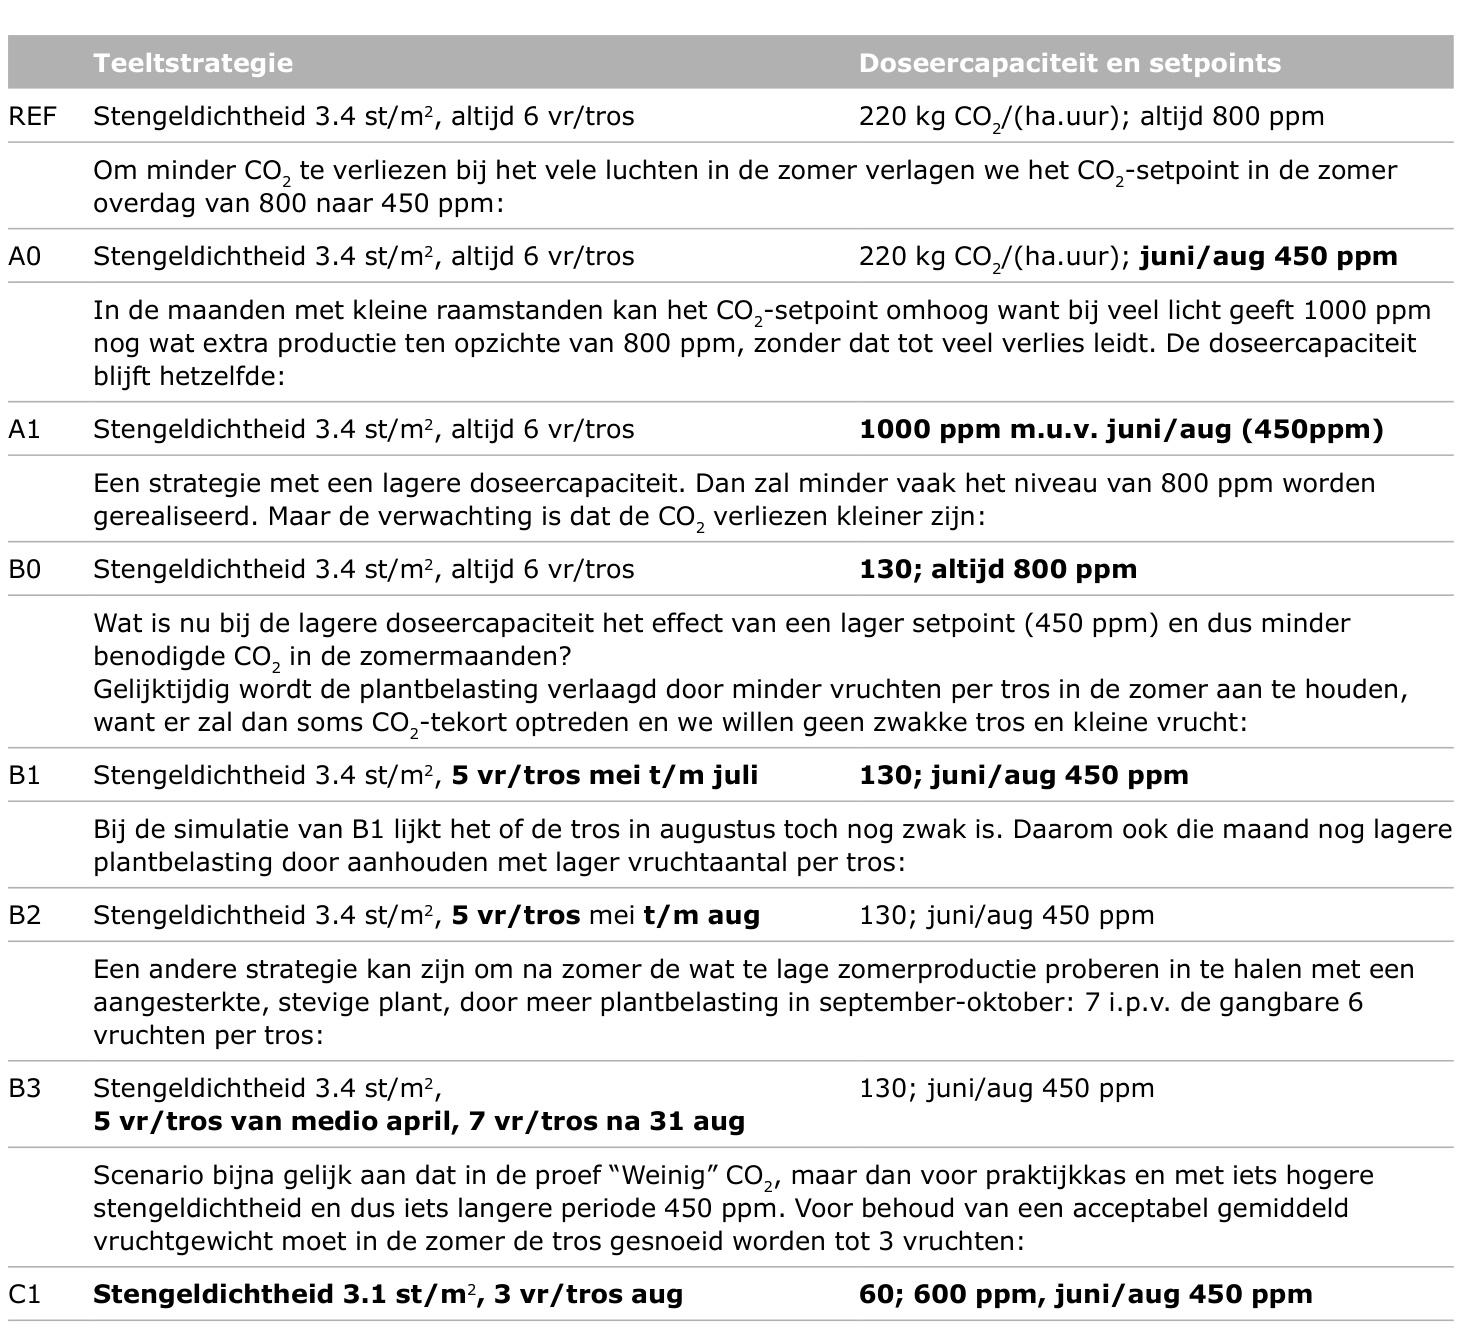 Teeltstrategie Doseercapaciteit en setpoints
REF Stengeldichtheid 3.4 st/m², altijd 6 vr/tros 220 kg CO₂/(ha.uur); altijd 800 ppm
Om minder CO₂ te verliezen bij het vele luchten in de zomer verlagen we het CO₂-setpoint in de zomer
overdag van 800 naar 450 ppm:
A0 Stengeldichtheid 3.4 st/m², altijd 6 vr/tros 220 kg CO₂/(ha.uur); juni/aug 450 ppm
In de maanden met kleine raamstanden kan het CO₂-setpoint omhoog want bij veel licht geeft 1000 ppm
nog wat extra productie ten opzichte van 800 ppm, zonder dat tot veel verlies leidt. De doseercapaciteit
blijft hetzelfde:
A1 Stengeldichtheid 3.4 st/m², altijd 6 vr/tros 1000 ppm m.u.v. juni/aug (450ppm)
Een strategie met een lagere doseercapaciteit. Dan zal minder vaak het niveau van 800 ppm worden
gerealiseerd. Maar de verwachting is dat de CO₂ verliezen kleiner zijn:
B0 Stengeldichtheid 3.4 st/m², altijd 6 vr/tros 130; altijd 800 ppm
Wat is nu bij de lagere doseercapaciteit het effect van een lager setpoint (450 ppm) en dus minder
benodigde CO₂ in de zomermaanden?
Gelijktijdig wordt de plantbelasting verlaagd door minder vruchten per tros in de zomer aan te houden,
want er zal dan soms CO₂-tekort optreden en we willen geen zwakke tros en kleine vrucht:
B1 Stengeldichtheid 3.4 st/m², 5 vr/tros mei t/m juli 130; juni/aug 450 ppm
Bij de simulatie van B1 lijkt het of de tros in augustus toch nog zwak is. Daarom ook die maand nog lagere
plantbelasting door aanhouden met lager vruchtaantal per tros:
B2 Stengeldichtheid 3.4 st/m², 5 vr/tros mei t/m aug 130; juni/aug 450 ppm
Een andere strategie kan zijn om na zomer de wat te lage zomerproductie proberen in te halen met een
aangesterkte, stevige plant, door meer plantbelasting in september-oktober: 7 i.p.v. de gangbare 6
vruchten per tros:
B3 Stengeldichtheid 3.4 st/m², 130; juni/aug 450 ppm
5 vr/tros van medio april, 7 vr/tros na 31 aug
Scenario bijna gelijk aan dat in de proef “Weinig” CO₂, maar dan voor praktijkkas en met iets hogere
stengeldichtheid en dus iets langere periode 450 ppm. Voor behoud van een acceptabel gemiddeld
vruchtgewicht moet in de zomer de tros gesnoeid worden tot 3 vruchten:
C1 Stengeldichtheid 3.1 st/m², 3 vr/tros aug 60; 600 ppm, juni/aug 450 ppm